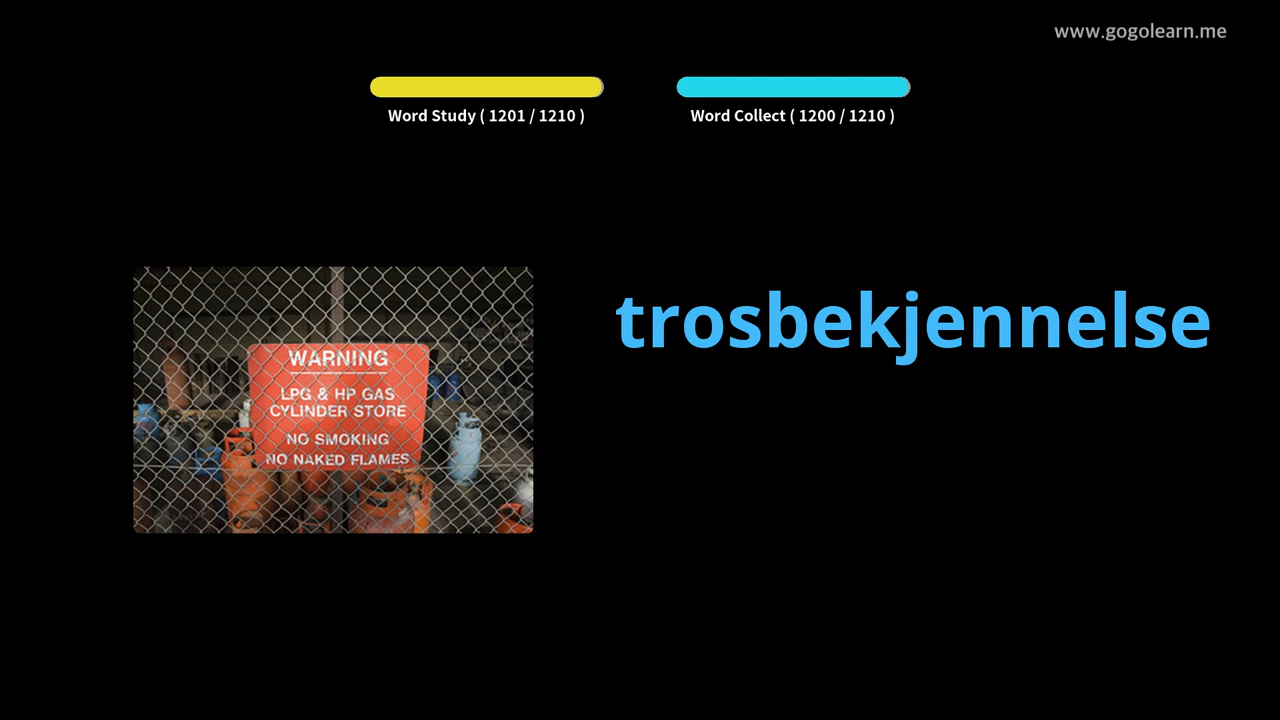 www.gogolearn.me
Word Study ( 1201 / 1210 )
Word Collect ( 1200 / 1210 )
trosbekjennelse
WARNING
LPG & HP GAS
CYLINDER STORE
NO SMOKING
NO NAKED FLAMES